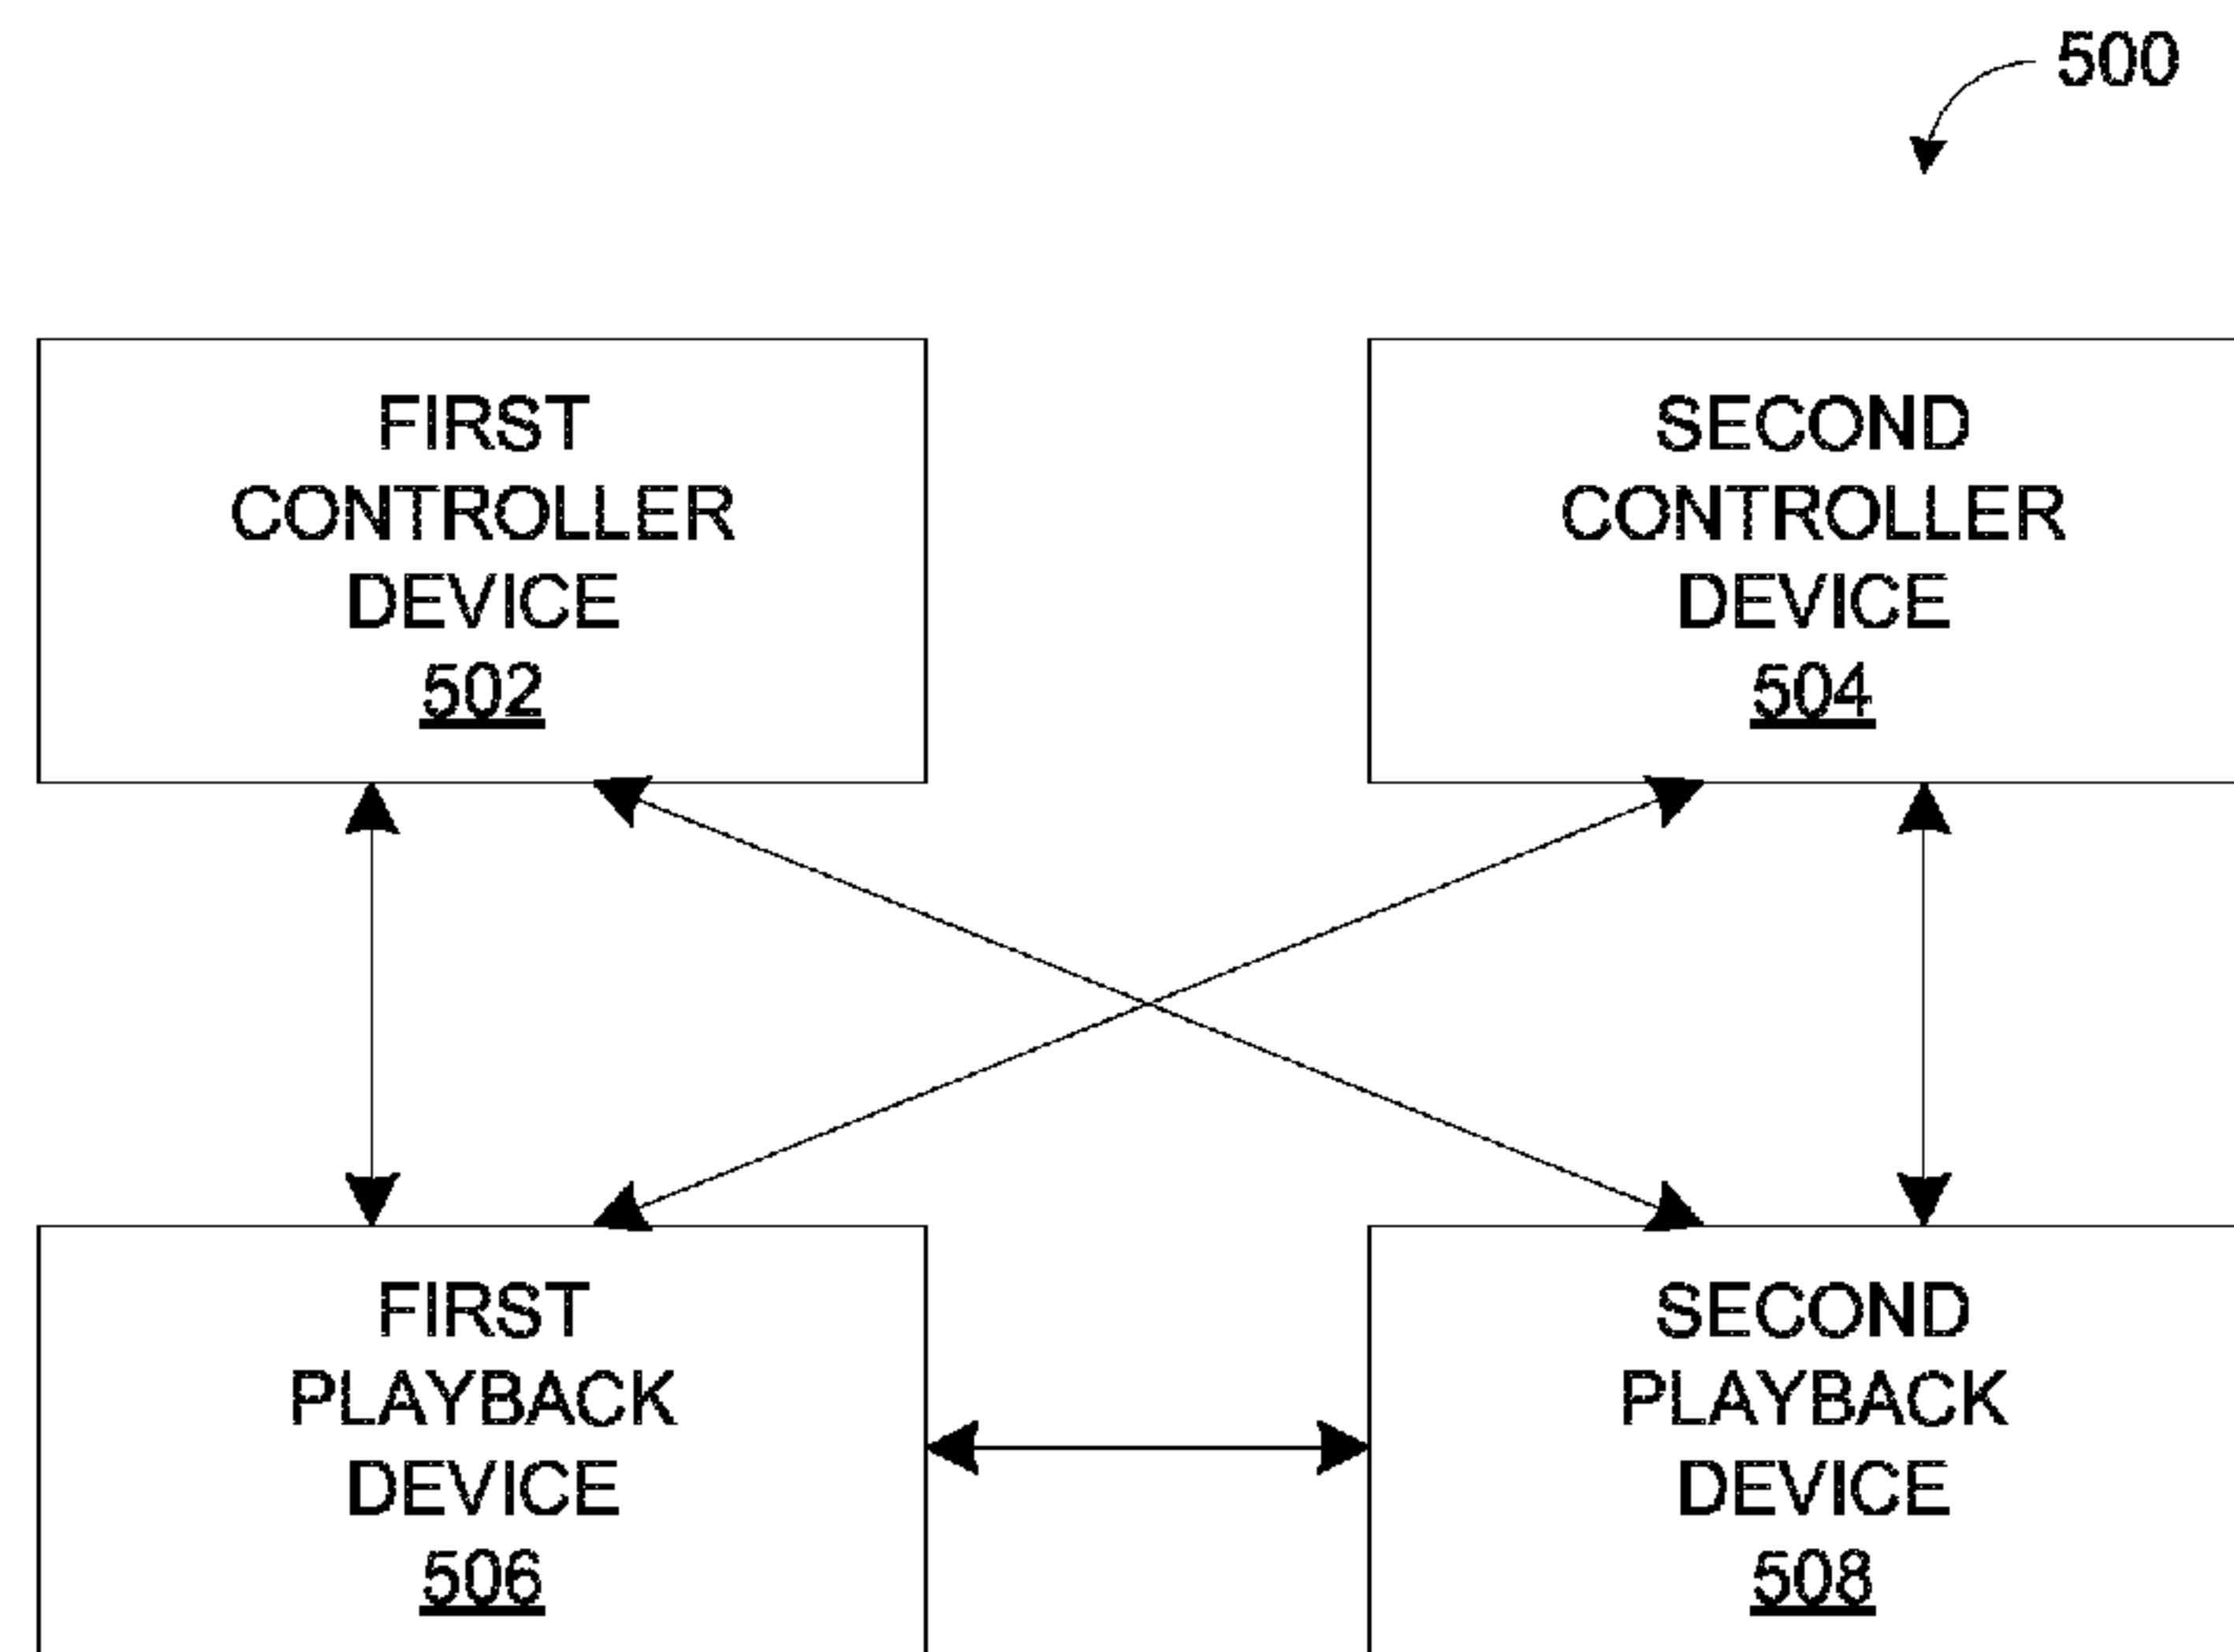 500
FIRST
CONTROLLER
DEVICE
502
SECOND
CONTROLLER
DEVICE
504
FIRST
PLAYBACK
DEVICE
506
SECOND
PLAYBACK
DEVICE
508